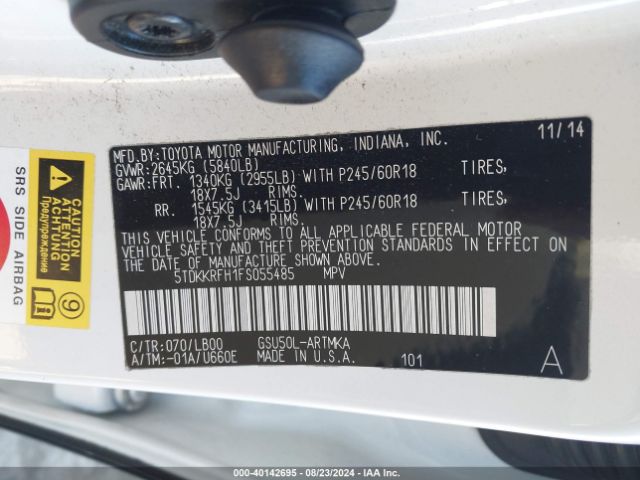 MFD.BY:TOYOTA MOTOR MANUFACTURING, INDIANA, INC. 11/14
GVWR:2645KG (5840LB)
GAWR:FRT. 1340KG (2955LB) WITH P245/60R18 TIRES,
18X7.5J RIMS,
RR. 1545KG (3415LB) WITH P245/60R18 TIRES,
18X7.5J RIMS.
THIS VEHICLE CONFORMS TO ALL APPLICABLE FEDERAL MOTOR
VEHICLE SAFETY AND THEFT PREVENTION STANDARDS IN EFFECT ON
THE DATE OF MANUFACTURE SHOWN ABOVE.
5TDKKRFH1FS055485 MPV
C/TR:070/LB00 GSU50L-ARTMKA
A/TM:-01A/U660E MADE IN U.S.A. 101 A
SRS SIDE AIRBAG
CAUTION
ATTENTION
ACHTUNG
Предупреждение
9
Stock: 40142695 | 08/23/2024 | IAA Inc.